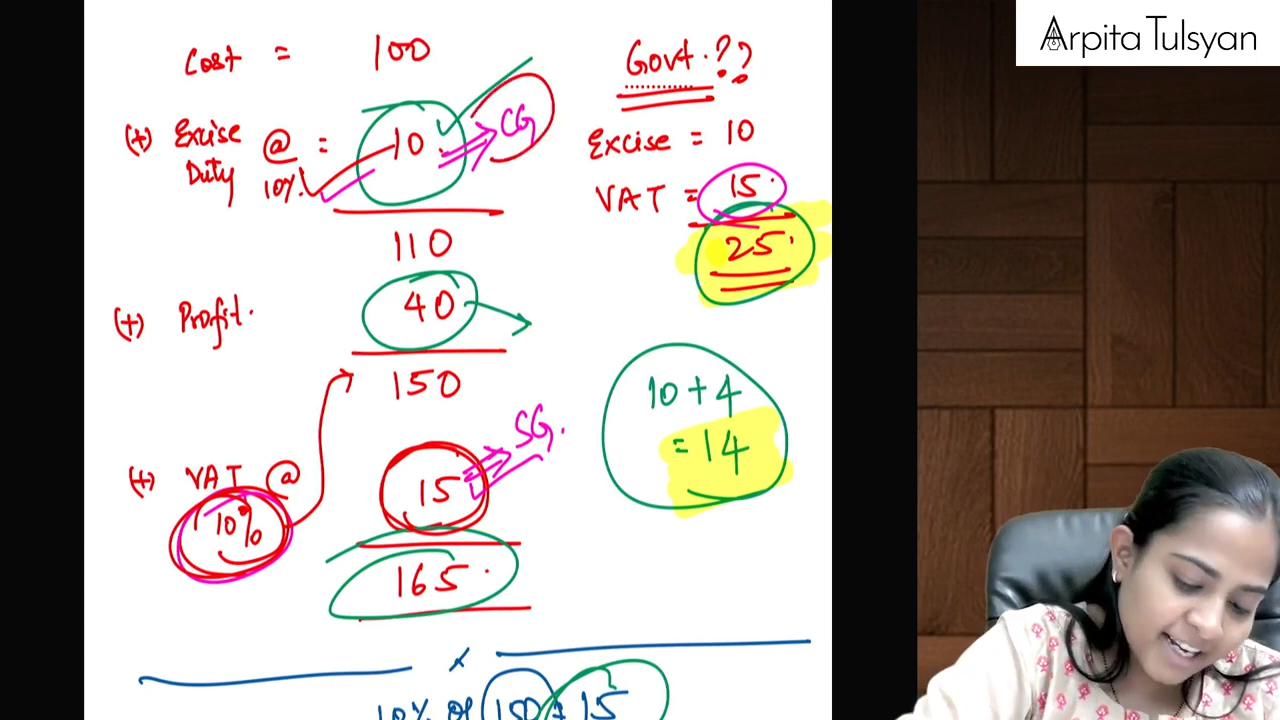 Arpita Tulsyan
Cost = 100
(+) Excise Duty @ 10% = 10 CG
110
(+) Profit. 40
150
(+) VAT @ 10% 15 SG.
165.
Govt. ??
Excise = 10
VAT = 15.
25.
10 + 4
= 14
x
10% of 150 = 15